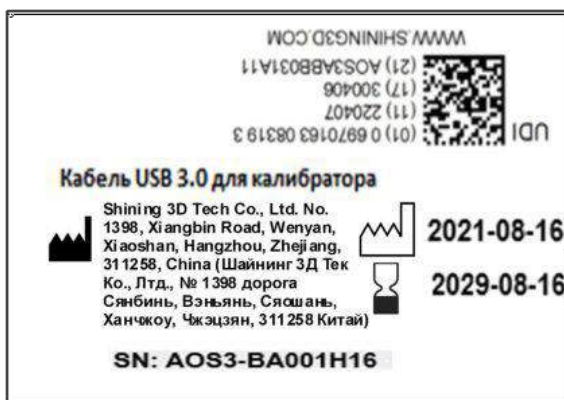 WWW.SHINING3D.COM
(21) AOS3ABB031A11
(17) 300406
(11) 220407
(01) 0 6970163 08319 3
UDI
Кабель USB 3.0 для калибратора
Shining 3D Tech Co., Ltd. No.
1398, Xiangbin Road, Wenyan,
Xiaoshan, Hangzhou, Zhejiang,
311258, China (Шайнинг 3Д Тек
Ко., Лтд., № 1398 дорога
Сянбинь, Вэньянь, Сяошань,
Ханчжоу, Чжэцзян, 311258 Китай)
2021-08-16
2029-08-16
SN: AOS3-BA001H16